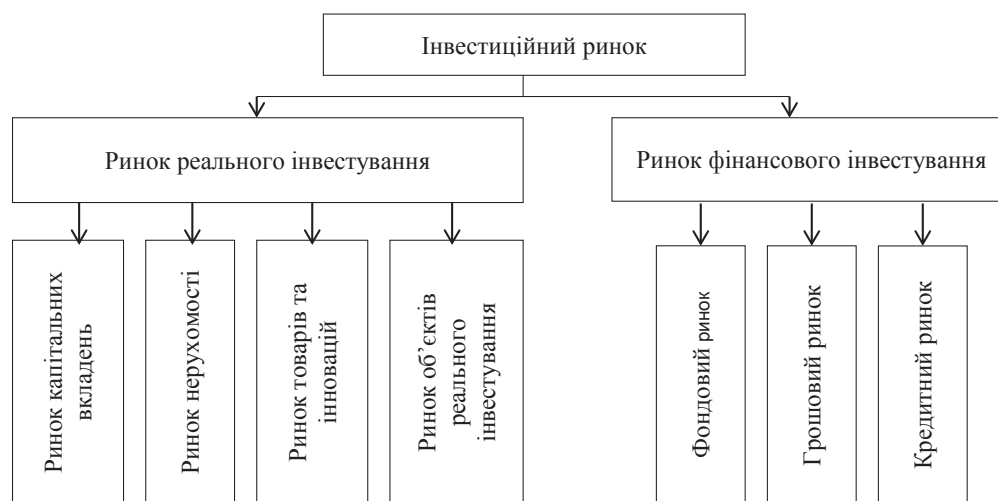 Інвестиційний ринок
Ринок реального інвестування
Ринок фінансового інвестування
Ринок капітальних
вкладень
Ринок нерухомості
Ринок товарів та
інновацій
Ринок об’єктів
реального
інвестування
Фондовий ринок
Грошовий ринок
Кредитний ринок